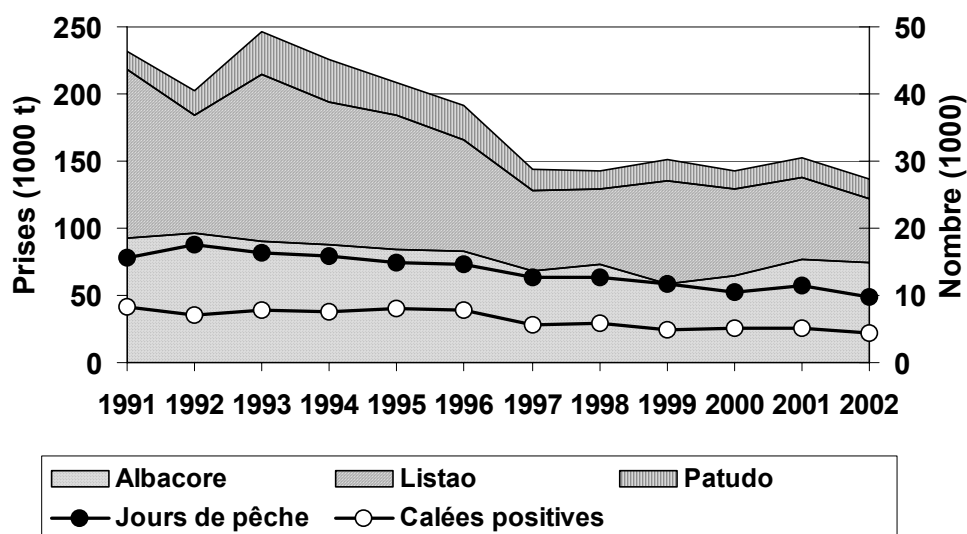 250
200
150
100
50
0
Prises (1000 t)
50
40
30
20
10
0
Nombre (1000)
1991 1992 1993 1994 1995 1996 1997 1998 1999 2000 2001 2002
Albacore Listao Patudo
Jours de pêche Calées positives